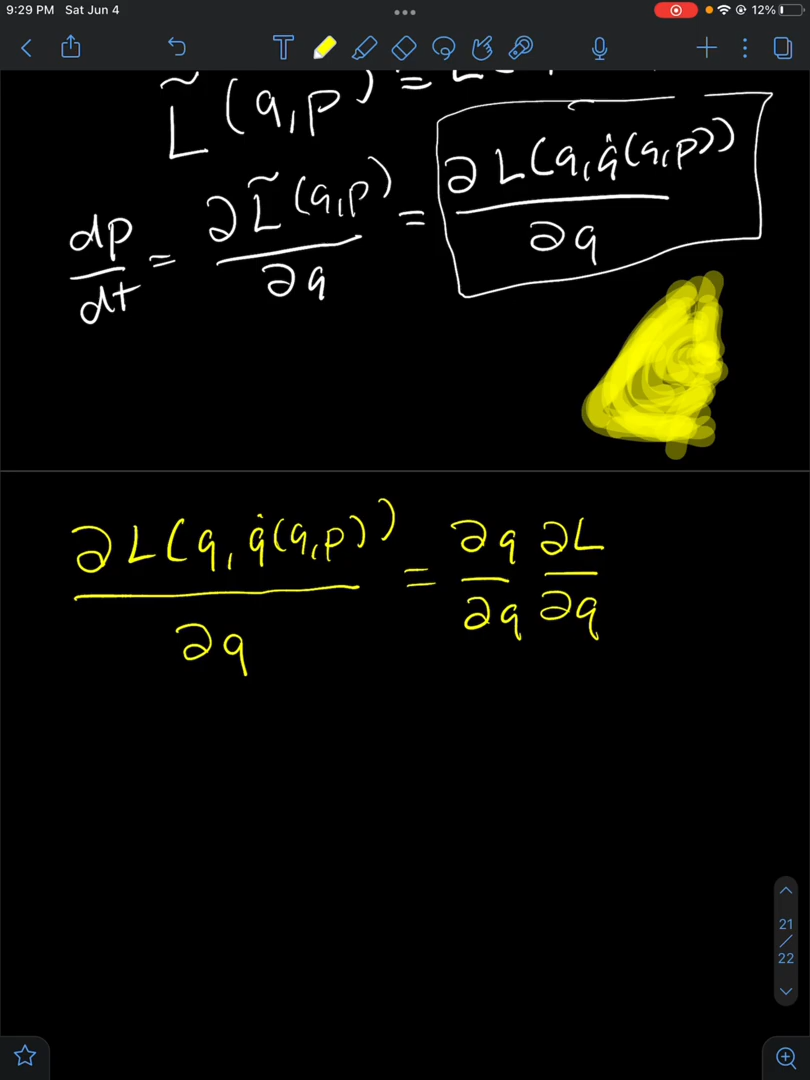 9:29 PM Sat Jun 4 12%
L̃(q,p) =
dp/dt = ∂L̃(q,p)/∂q = ∂L(q,q̇(q,p))/∂q
∂L(q,q̇(q,p))/∂q = ∂q/∂q ∂L/∂q
21
/
22